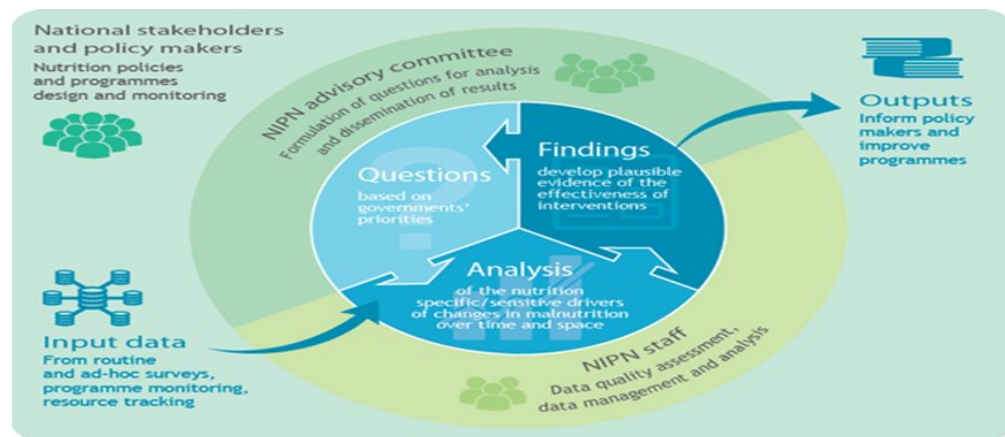 National stakeholders
and policy makers
Nutrition policies
and programmes
design and monitoring
NIPN advisory committee
Formulation of questions for analysis
and dissemination of results
Outputs
Inform policy
makers and
improve
programmes
Questions
based on
governments'
priorities
Findings
develop plausible
evidence of the
effectiveness of
interventions
Analysis
of the nutrition
specific/sensitive drivers
of changes in malnutrition
over time and space
Input data
From routine
and ad-hoc surveys,
programme monitoring,
resource tracking
NIPN staff
Data quality assessment,
data management and analysis